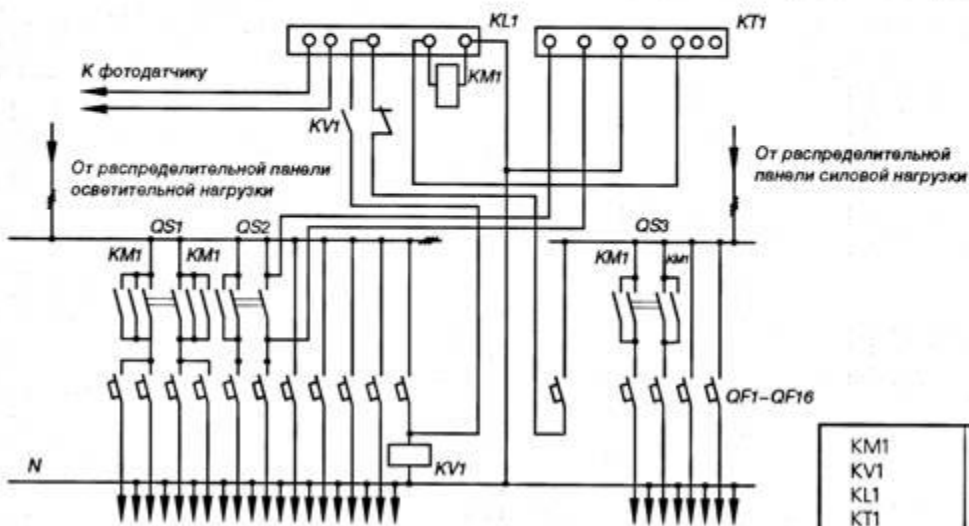 KL1
KT1
К фотодатчику
KM1
KV1
От распределительной панели
осветительной нагрузки
От распределительной
панели силовой нагрузки
QS1
QS2
QS3
KM1
KM1
KM1
KM1
QF1–QF16
N
KV1
KM1
KV1
KL1
KT1